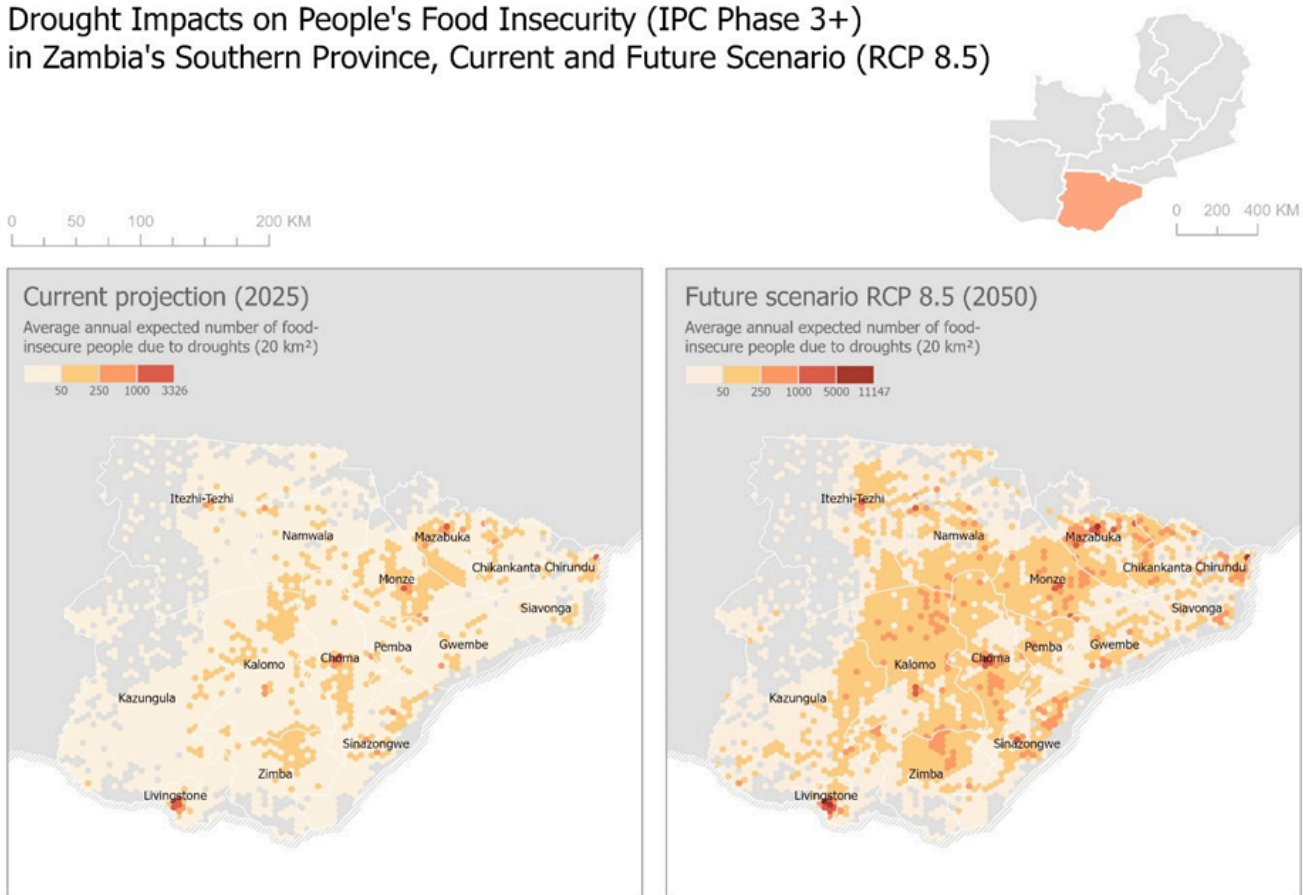 Drought Impacts on People's Food Insecurity (IPC Phase 3+)
in Zambia's Southern Province, Current and Future Scenario (RCP 8.5)
0 50 100 200 KM
0 200 400 KM
Current projection (2025)
Average annual expected number of food-
insecure people due to droughts (20 km²)
50 250 1000 3326
Itezhi-Tezhi
Namwala
Mazabuka
Chikankanta Chirundu
Monze
Siavonga
Pemba
Gwembe
Choma
Kalomo
Kazungula
Sinazongwe
Zimba
Livingstone
Future scenario RCP 8.5 (2050)
Average annual expected number of food-
insecure people due to droughts (20 km²)
50 250 1000 5000 11147
Itezhi-Tezhi
Namwala
Mazabuka
Chikankanta Chirundu
Monze
Siavonga
Pemba
Gwembe
Choma
Kalomo
Kazungula
Sinazongwe
Zimba
Livingstone